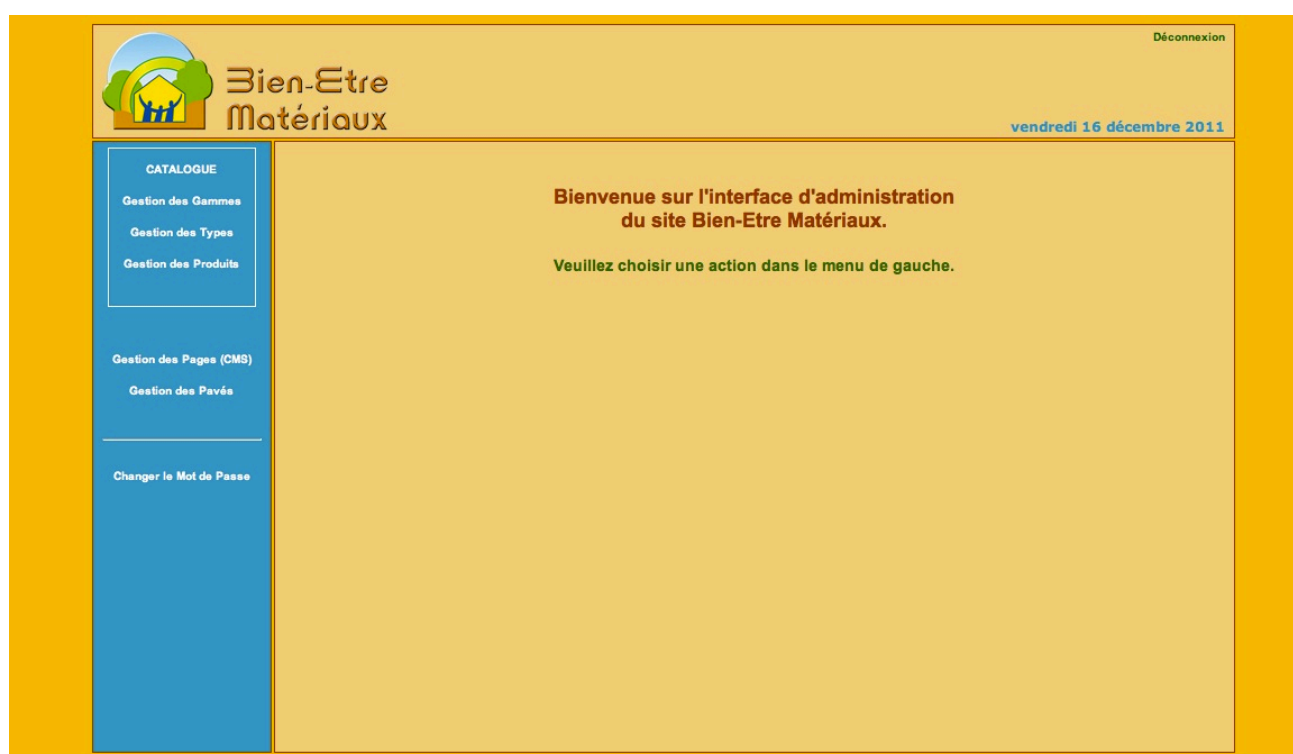 Déconnexion
Bien-Etre
Matériaux
vendredi 16 décembre 2011
CATALOGUE
Gestion des Gammes
Gestion des Types
Gestion des Produits
Gestion des Pages (CMS)
Gestion des Pavés
Changer le Mot de Passe
Bienvenue sur l'interface d'administration
du site Bien-Etre Matériaux.
Veuillez choisir une action dans le menu de gauche.